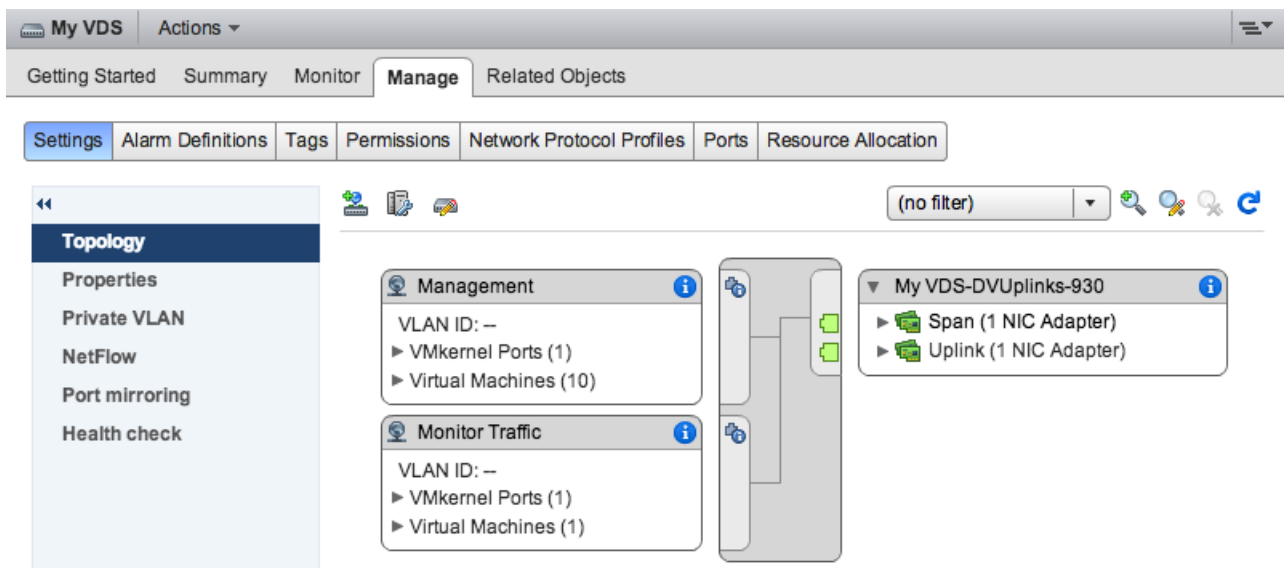 My VDS Actions
Getting Started Summary Monitor Manage Related Objects
Settings Alarm Definitions Tags Permissions Network Protocol Profiles Ports Resource Allocation
(no filter)
Topology
Properties
Private VLAN
NetFlow
Port mirroring
Health check
Management
VLAN ID: --
VMkernel Ports (1)
Virtual Machines (10)
Monitor Traffic
VLAN ID: --
VMkernel Ports (1)
Virtual Machines (1)
My VDS-DVUplinks-930
Span (1 NIC Adapter)
Uplink (1 NIC Adapter)